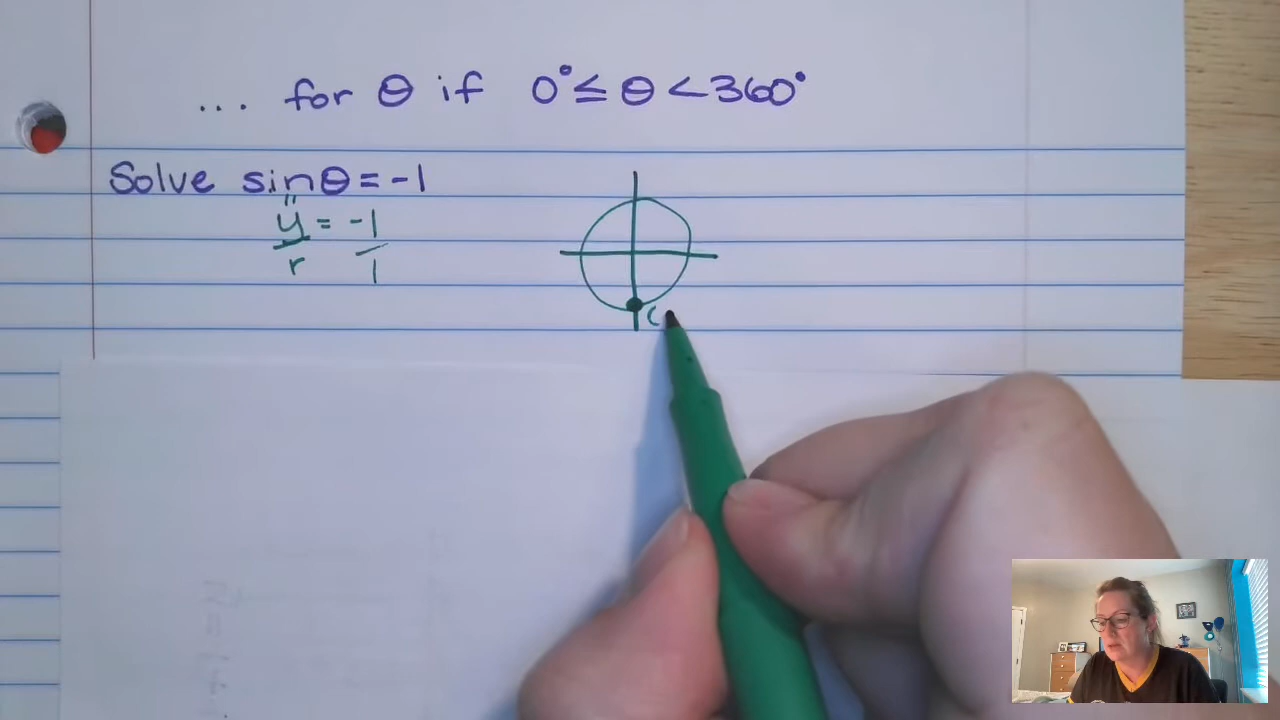 ... for θ if 0° ≤ θ < 360°
Solve sinθ = -1
y = -1
r 1
(